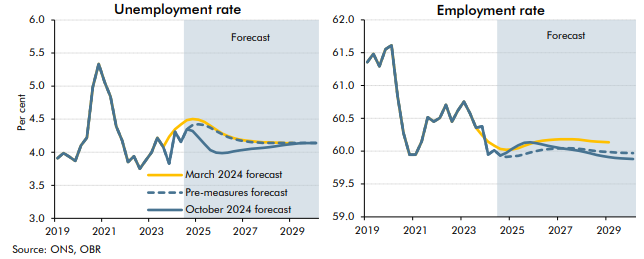 Unemployment rate
6.0
5.5
5.0
4.5
4.0
3.5
3.0
Per cent
Forecast
March 2024 forecast
Pre-measures forecast
October 2024 forecast
2019 2021 2023 2025 2027 2029
Employment rate
62.0
61.5
61.0
60.5
60.0
59.5
59.0
Forecast
2019 2021 2023 2025 2027 2029
Source: ONS, OBR